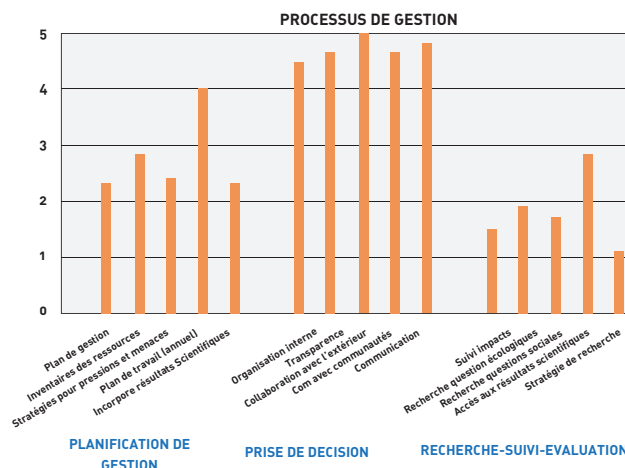 PROCESSUS DE GESTION
5
4
3
2
1
0
Plan de gestion
Inventaires des ressources
Stratégies pour pressions et menaces
Plan de travail (annuel)
Incorpore résultats Scientifiques
Organisation interne
Transparence
Collaboration avec l'extérieur
Com avec communautés
Communication
Suivi impacts
Recherche question écologiques
Recherche questions sociales
Accès aux résultats scientifiques
Stratégie de recherche
PLANIFICATION DE
GESTION
PRISE DE DECISION
RECHERCHE-SUIVI-EVALUATION